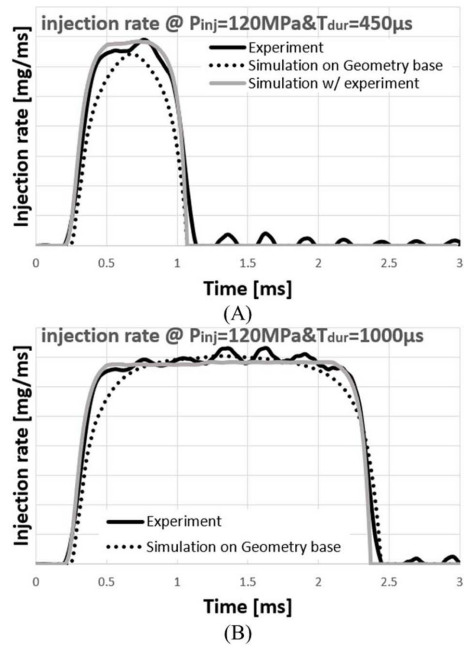 injection rate @ Pinj=120MPa&Tdur=450μs
Experiment
Simulation on Geometry base
Simulation w/ experiment
Injection rate [mg/ms]
0 0.5 1 1.5 2 2.5 3
Time [ms]
(A)
injection rate @ Pinj=120MPa&Tdur=1000μs
Injection rate [mg/ms]
Experiment
Simulation on Geometry base
0 0.5 1 1.5 2 2.5 3
Time [ms]
(B)